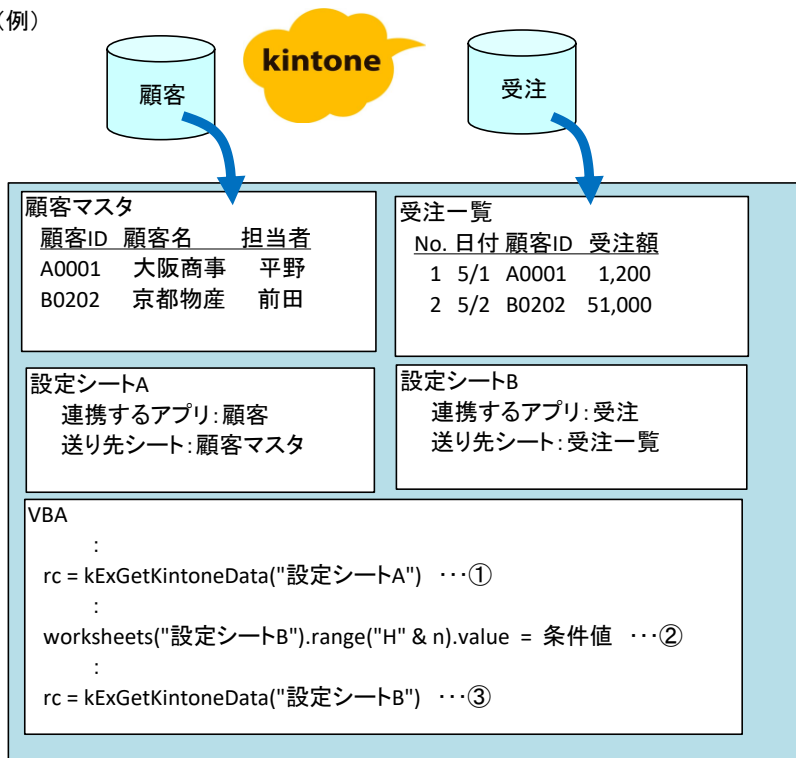 (例)
顧客
kintone
受注
顧客マスタ
顧客ID 顧客名 担当者
A0001 大阪商事 平野
B0202 京都物産 前田
受注一覧
No. 日付 顧客ID 受注額
1 5/1 A0001 1,200
2 5/2 B0202 51,000
設定シートA
連携するアプリ:顧客
送り先シート:顧客マスタ
設定シートB
連携するアプリ:受注
送り先シート:受注一覧
VBA
:
rc = kExGetKintoneData("設定シートA") ···①
:
worksheets("設定シートB").range("H" & n).value = 条件値 ···②
:
rc = kExGetKintoneData("設定シートB") ···③